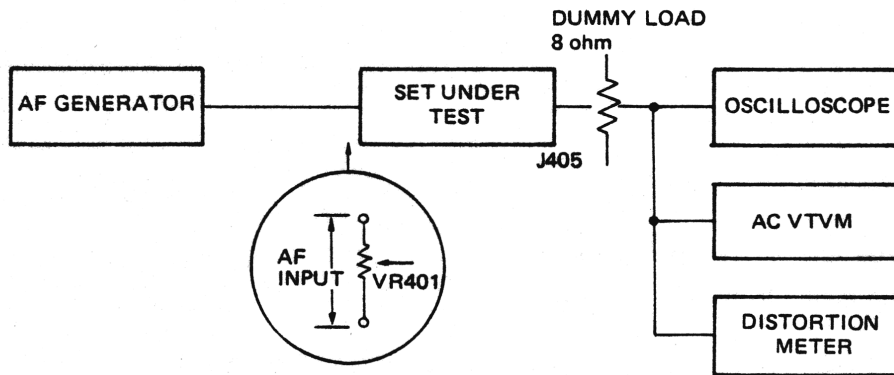 DUMMY LOAD
8 ohm
AF GENERATOR
SET UNDER
TEST
J405
OSCILLOSCOPE
AF
INPUT
VR401
AC VTVM
DISTORTION
METER